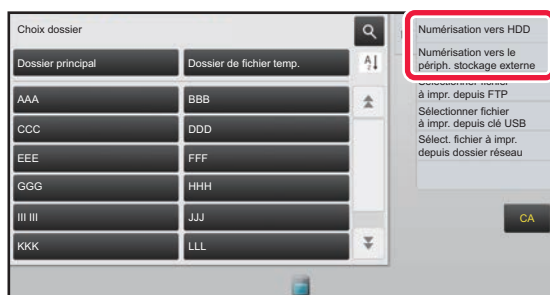 Choix dossier
Dossier principal
Dossier de fichier temp.
AAA
BBB
CCC
DDD
EEE
FFF
GGG
HHH
III III
JJJ
KKK
LLL
Numérisation vers HDD
Numérisation vers le
périph. stockage externe
Sélectionner fichier
à impr. depuis FTP
Sélectionner fichier
à impr. depuis clé USB
Sélect. fichier à impr.
depuis dossier réseau
CA